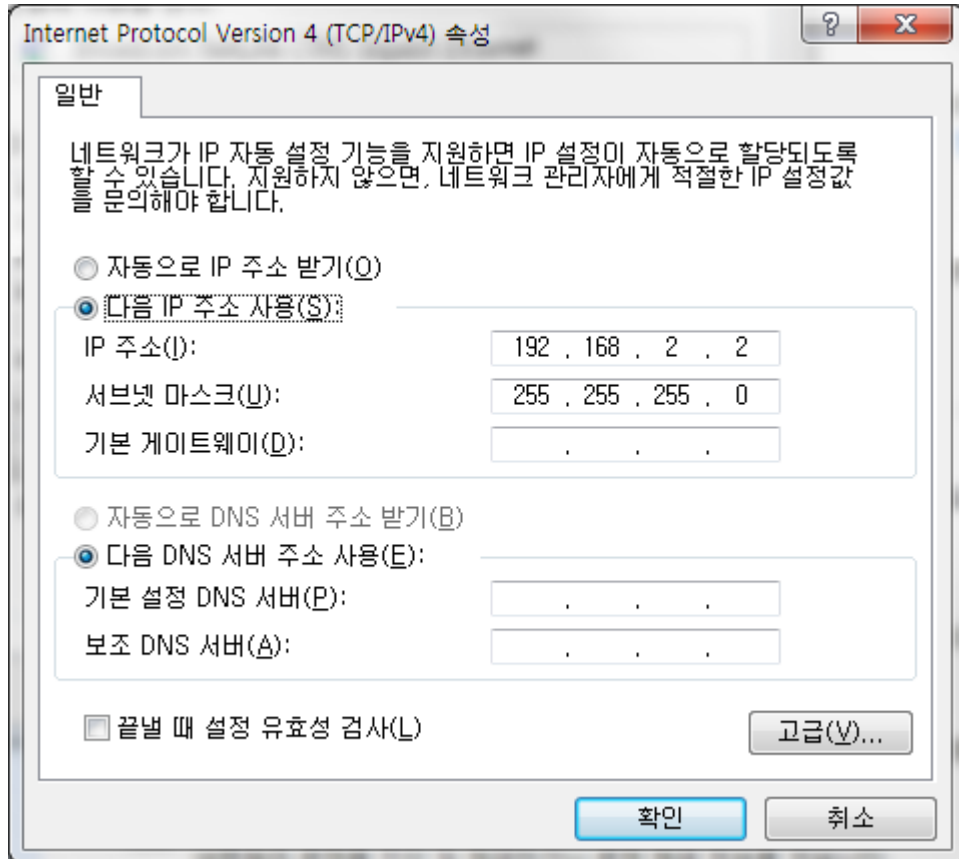 Internet Protocol Version 4 (TCP/IPv4) 속성
일반
네트워크가 IP 자동 설정 기능을 지원하면 IP 설정이 자동으로 할당되도록
할 수 있습니다. 지원하지 않으면, 네트워크 관리자에게 적절한 IP 설정값
을 문의해야 합니다.
자동으로 IP 주소 받기(O)
다음 IP 주소 사용(S):
IP 주소(I): 192 . 168 . 2 . 2
서브넷 마스크(U): 255 . 255 . 255 . 0
기본 게이트웨이(D): . . .
자동으로 DNS 서버 주소 받기(B)
다음 DNS 서버 주소 사용(E):
기본 설정 DNS 서버(P): . . .
보조 DNS 서버(A): . . .
끝낼 때 설정 유효성 검사(L)
고급(V)...
확인 취소